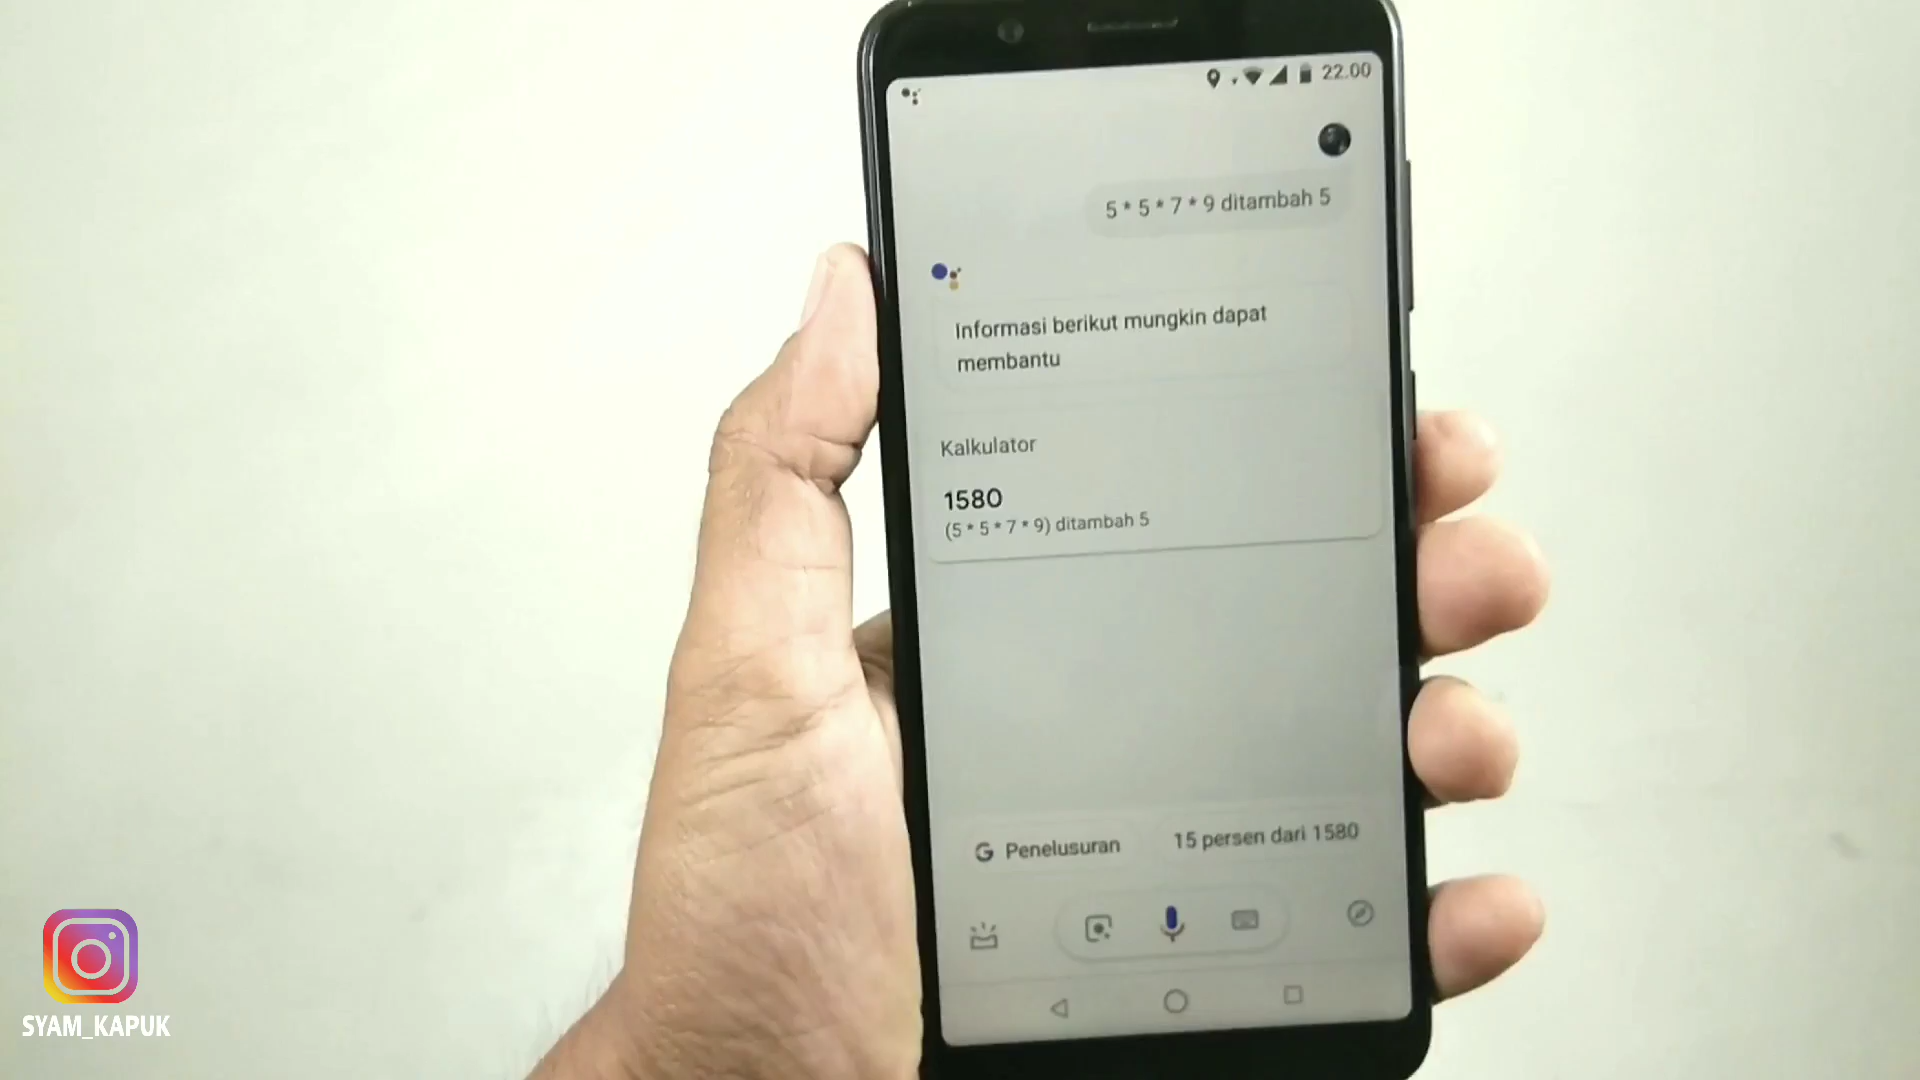 22.00
5 * 5 * 7 * 9 ditambah 5
Informasi berikut mungkin dapat
membantu
Kalkulator
1580
(5 * 5 * 7 * 9) ditambah 5
G Penelusuran
15 persen dari 1580
SYAM_KAPUK